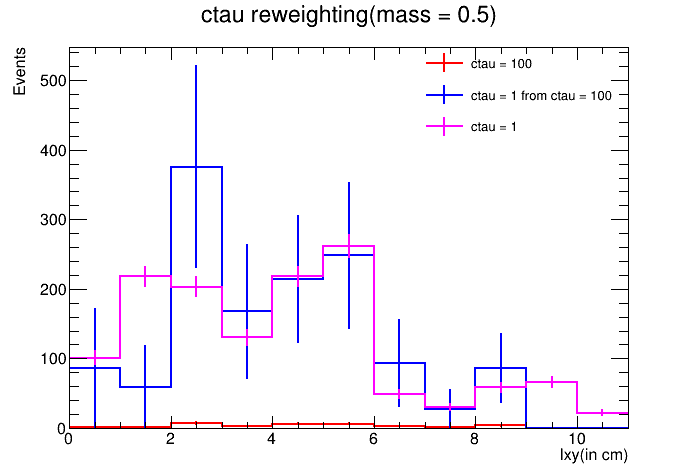 ctau reweighting(mass = 0.5)
Events
500
400
300
200
100
0
ctau = 100
ctau = 1 from ctau = 100
ctau = 1
0 2 4 6 8 10
lxy(in cm)